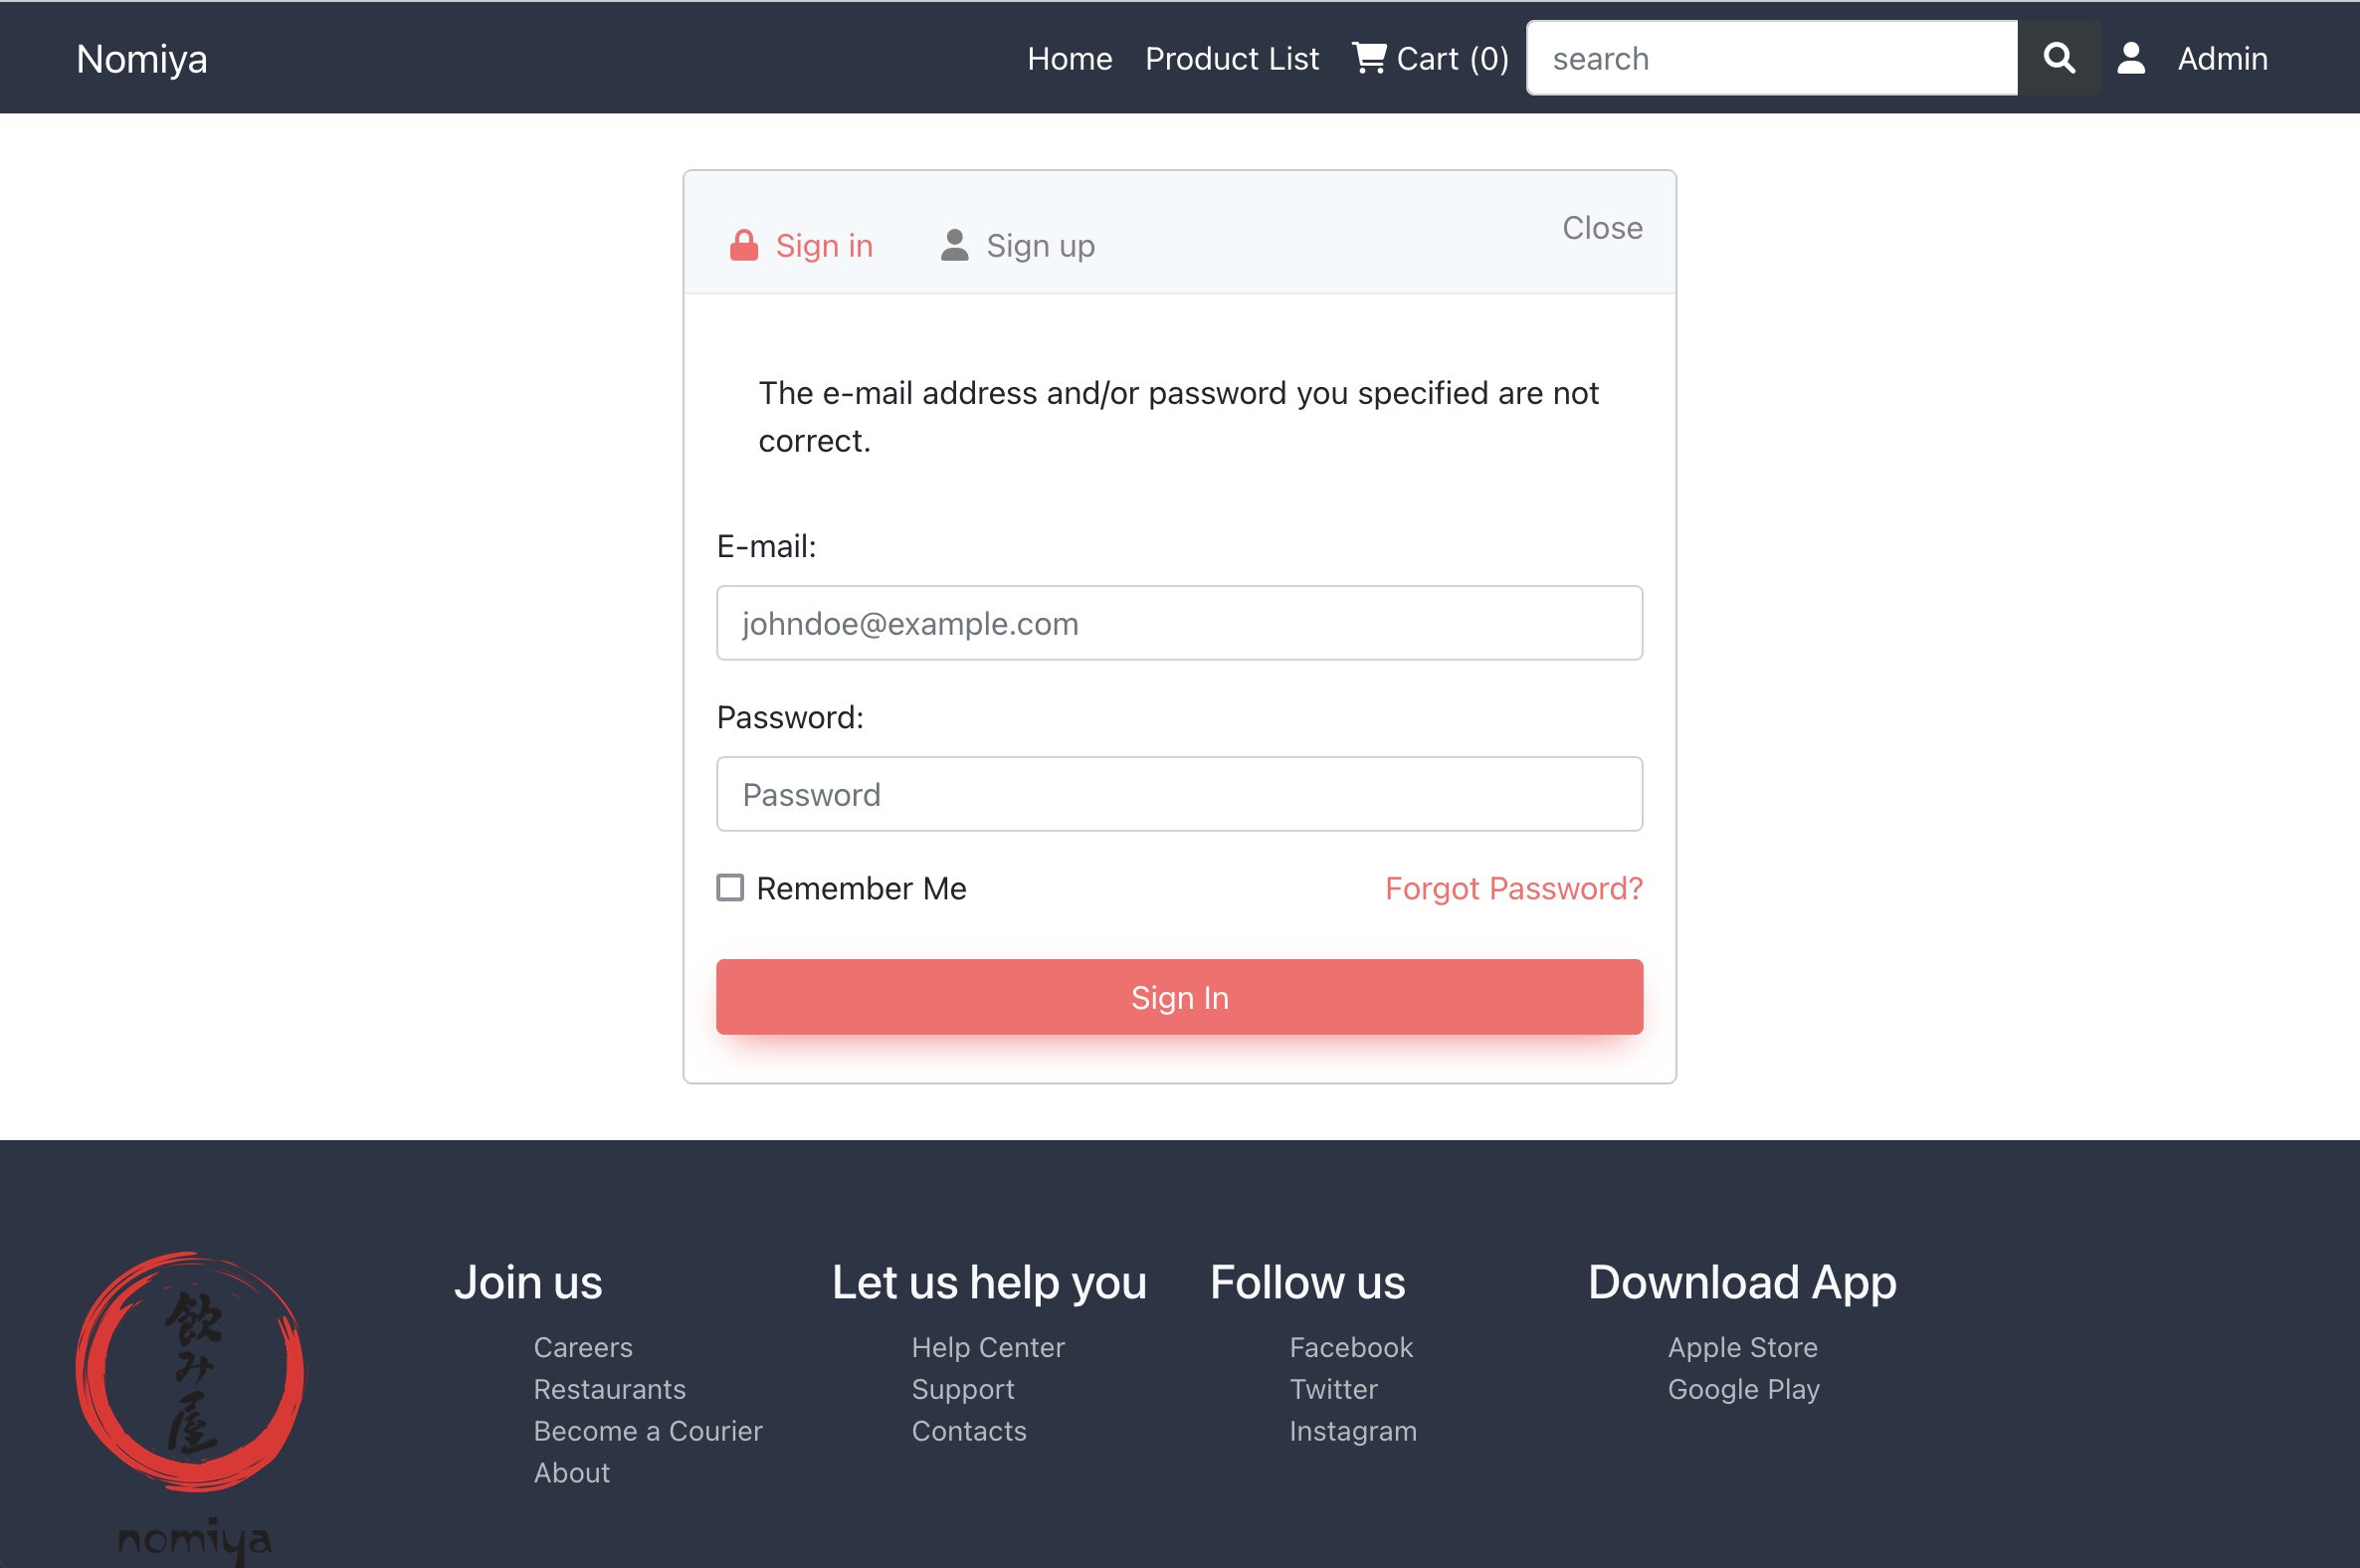 Nomiya
Home
Product List
Cart (0)
search
Admin
Sign in
Sign up
Close
The e-mail address and/or password you specified are not
correct.
E-mail:
johndoe@example.com
Password:
Password
Remember Me
Forgot Password?
Sign In
飲み屋
nomiya
Join us
Careers
Restaurants
Become a Courier
About
Let us help you
Help Center
Support
Contacts
Follow us
Facebook
Twitter
Instagram
Download App
Apple Store
Google Play